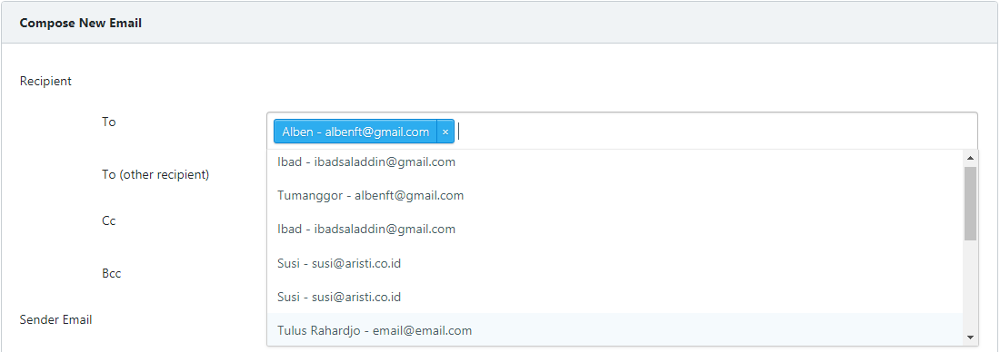 Compose New Email
Recipient
To
Alben - albenft@gmail.com ×
Ibad - ibadsaladdin@gmail.com
To (other recipient)
Tumanggor - albenft@gmail.com
Cc
Ibad - ibadsaladdin@gmail.com
Susi - susi@aristi.co.id
Bcc
Susi - susi@aristi.co.id
Sender Email
Tulus Rahardjo - email@email.com